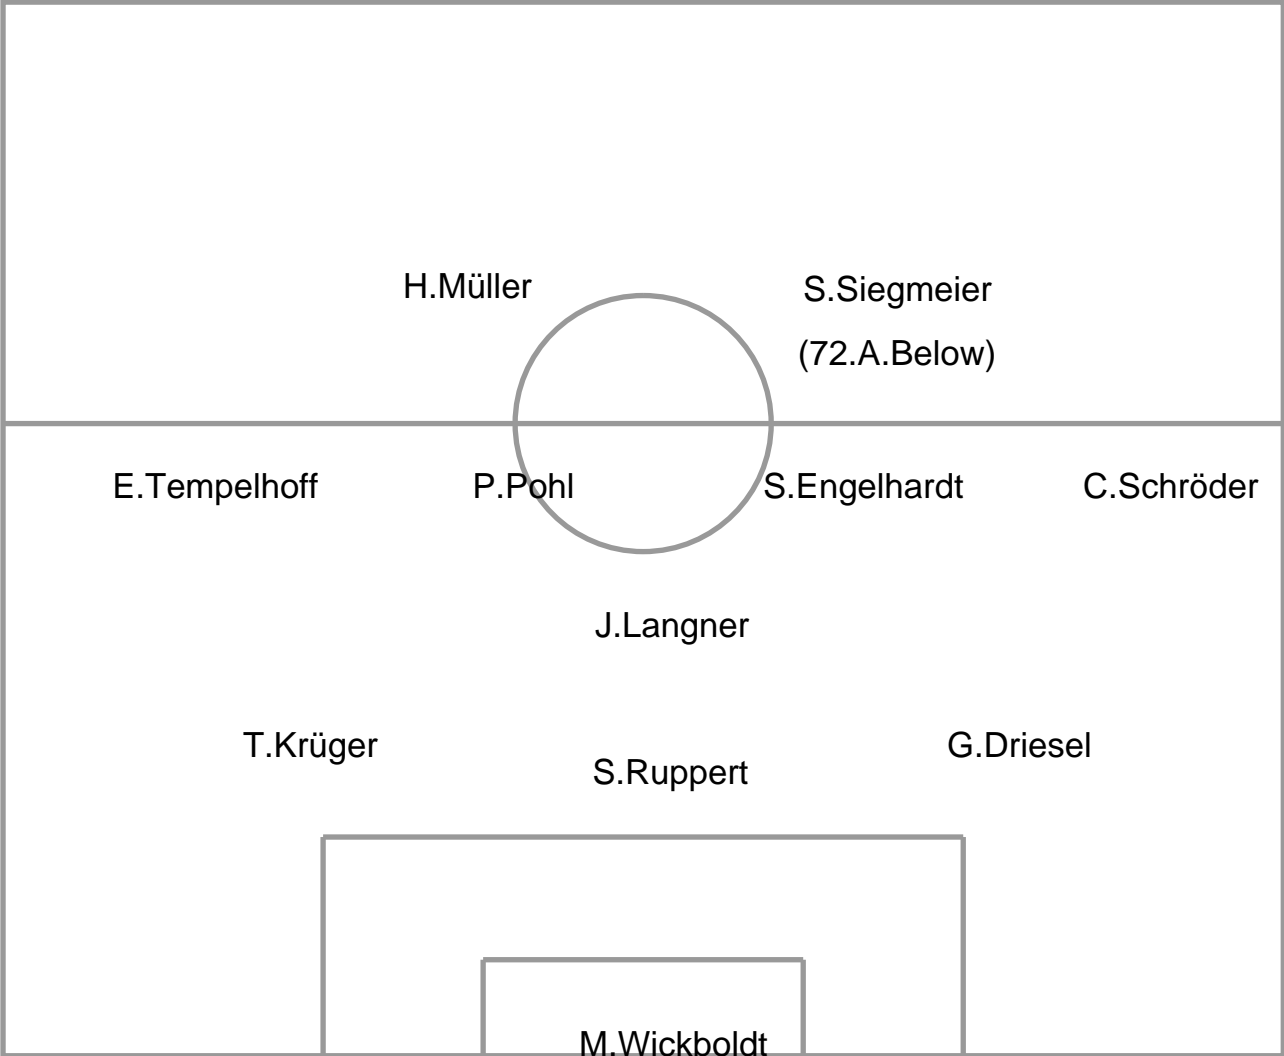 H.Müller
S.Siegmeier
(72.A.Below)
E.Tempelhoff
P.Pohl
S.Engelhardt
C.Schröder
J.Langner
T.Krüger
S.Ruppert
G.Driesel
M.Wickboldt